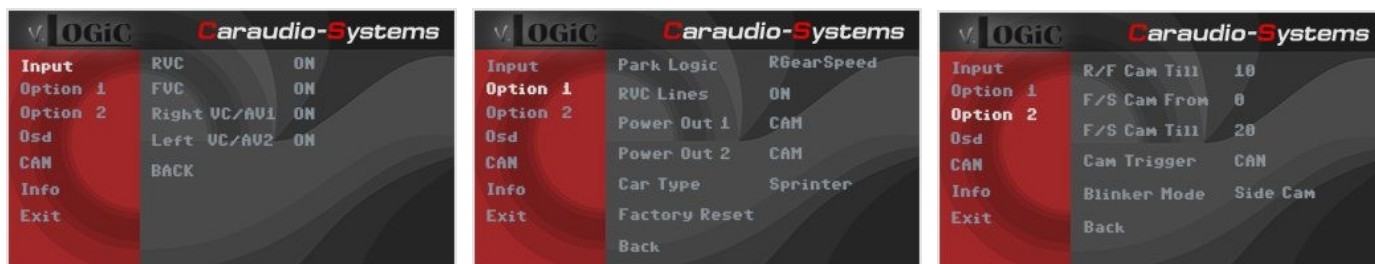 v.LOGiC Caraudio-Systems
Input RVC ON
Option 1 FVC ON
Option 2 Right VC/AV1 ON
Osd Left VC/AV2 ON
CAN BACK
Info
Exit
v.LOGiC Caraudio-Systems
Input Park Logic RGearSpeed
Option 1 RVC Lines ON
Option 2 Power Out 1 CAM
Osd Power Out 2 CAM
CAN Car Type Sprinter
Info Factory Reset
Exit Back
v.LOGiC Caraudio-Systems
Input R/F Cam Till 10
Option 1 F/S Cam From 0
Option 2 F/S Cam Till 20
Osd
CAN Cam Trigger CAN
Info Blinker Mode Side Cam
Exit Back